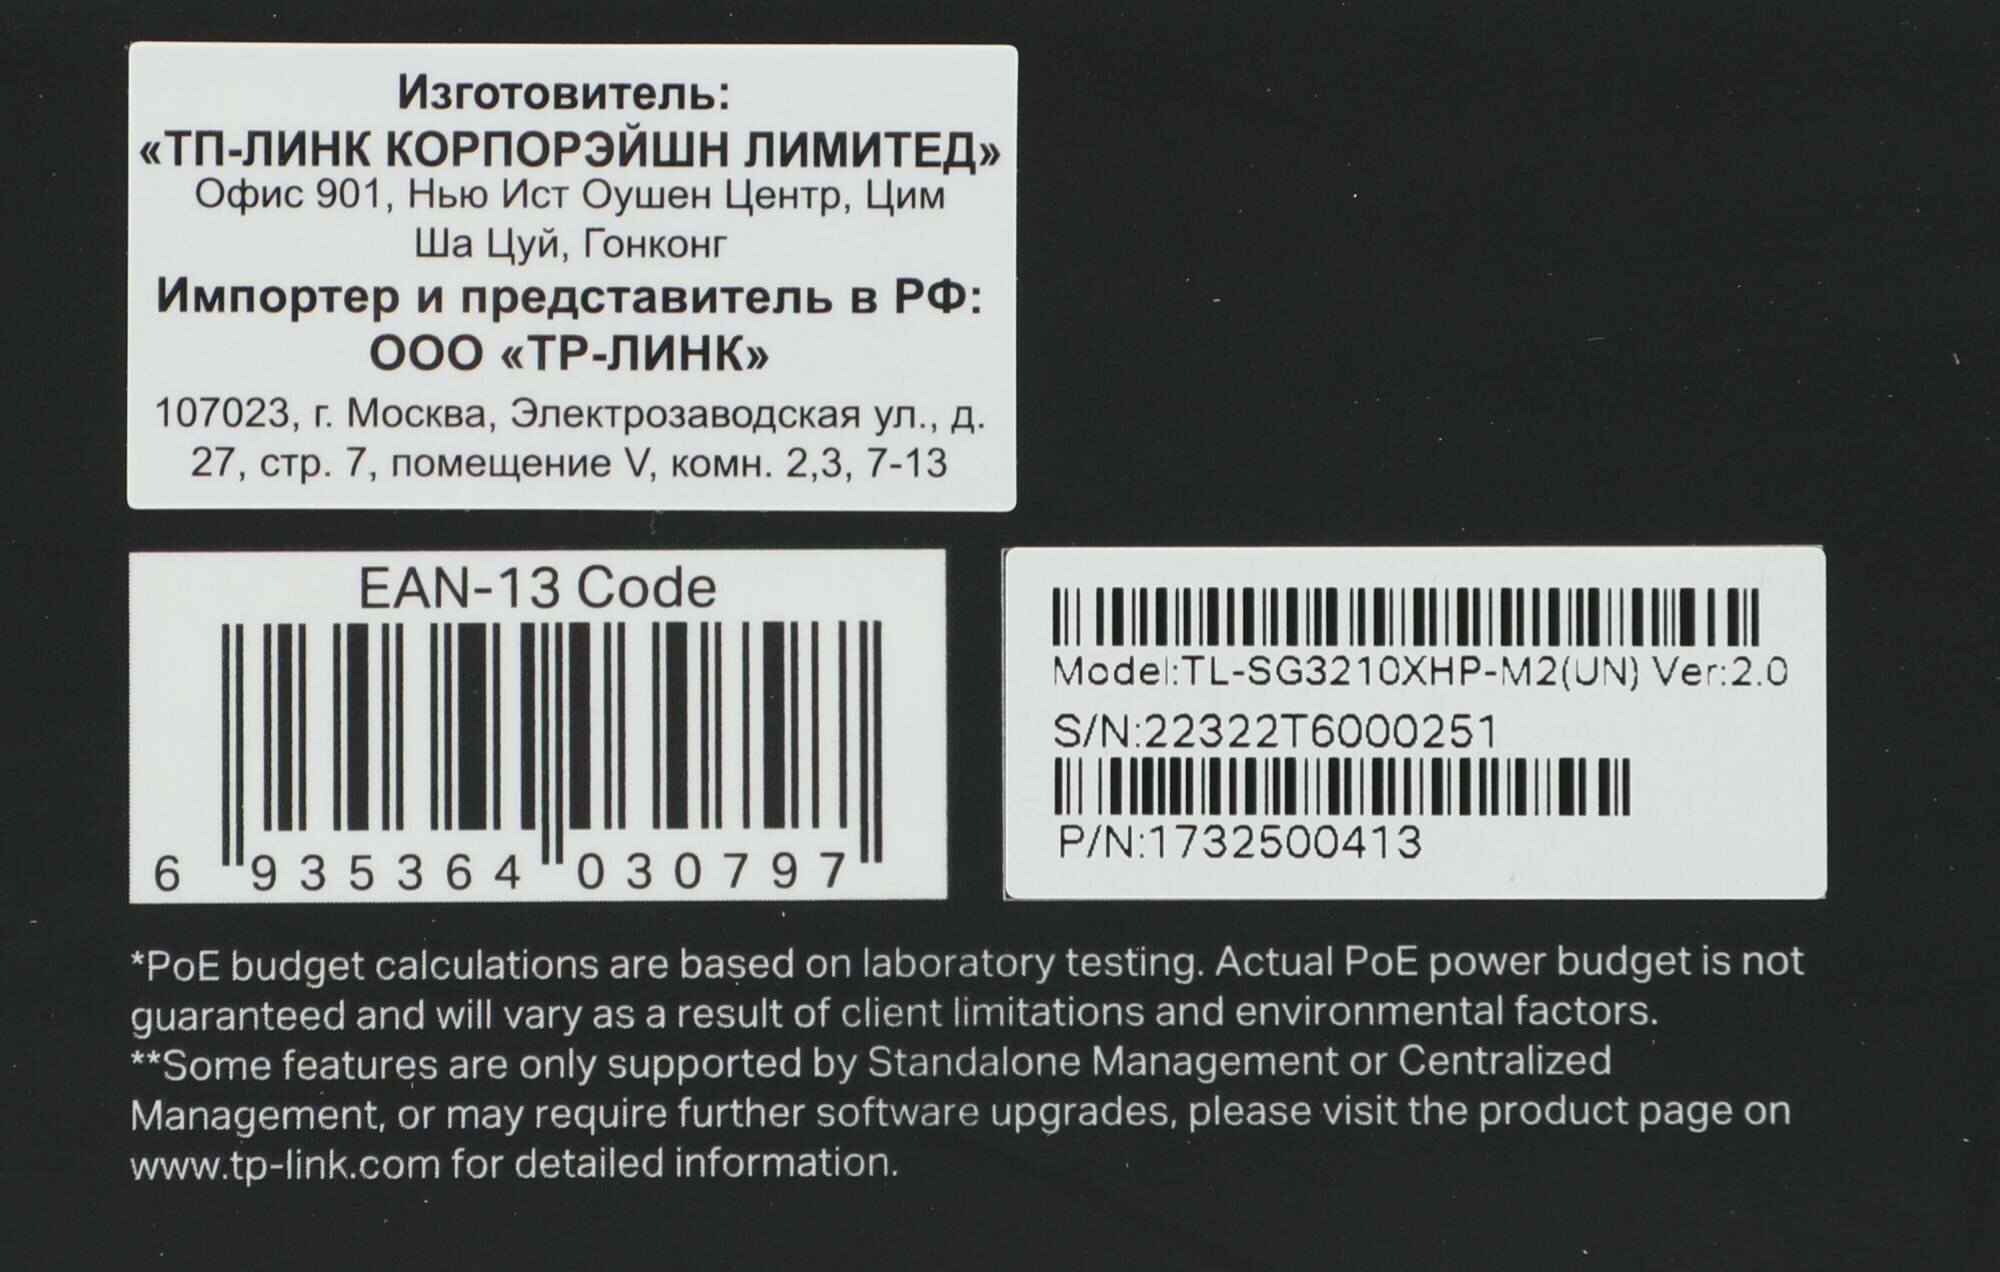 Изготовитель:
«ТП-ЛИНК КОРПОРЭЙШН ЛИМИТЕД»
Офис 901, Нью Ист Оушен Центр, Цим
Ша Цуй, Гонконг
Импортер и представитель в РФ:
ООО «ТР-ЛИНК»
107023, г. Москва, Электрозаводская ул., д.
27, стр. 7, помещение V, комн. 2,3, 7-13
EAN-13 Code
6 935364 030797
Model:TL-SG3210XHP-M2(UN) Ver:2.0
S/N:22322T6000251
P/N:1732500413
*PoE budget calculations are based on laboratory testing. Actual PoE power budget is not
guaranteed and will vary as a result of client limitations and environmental factors.
**Some features are only supported by Standalone Management or Centralized
Management, or may require further software upgrades, please visit the product page on
www.tp-link.com for detailed information.